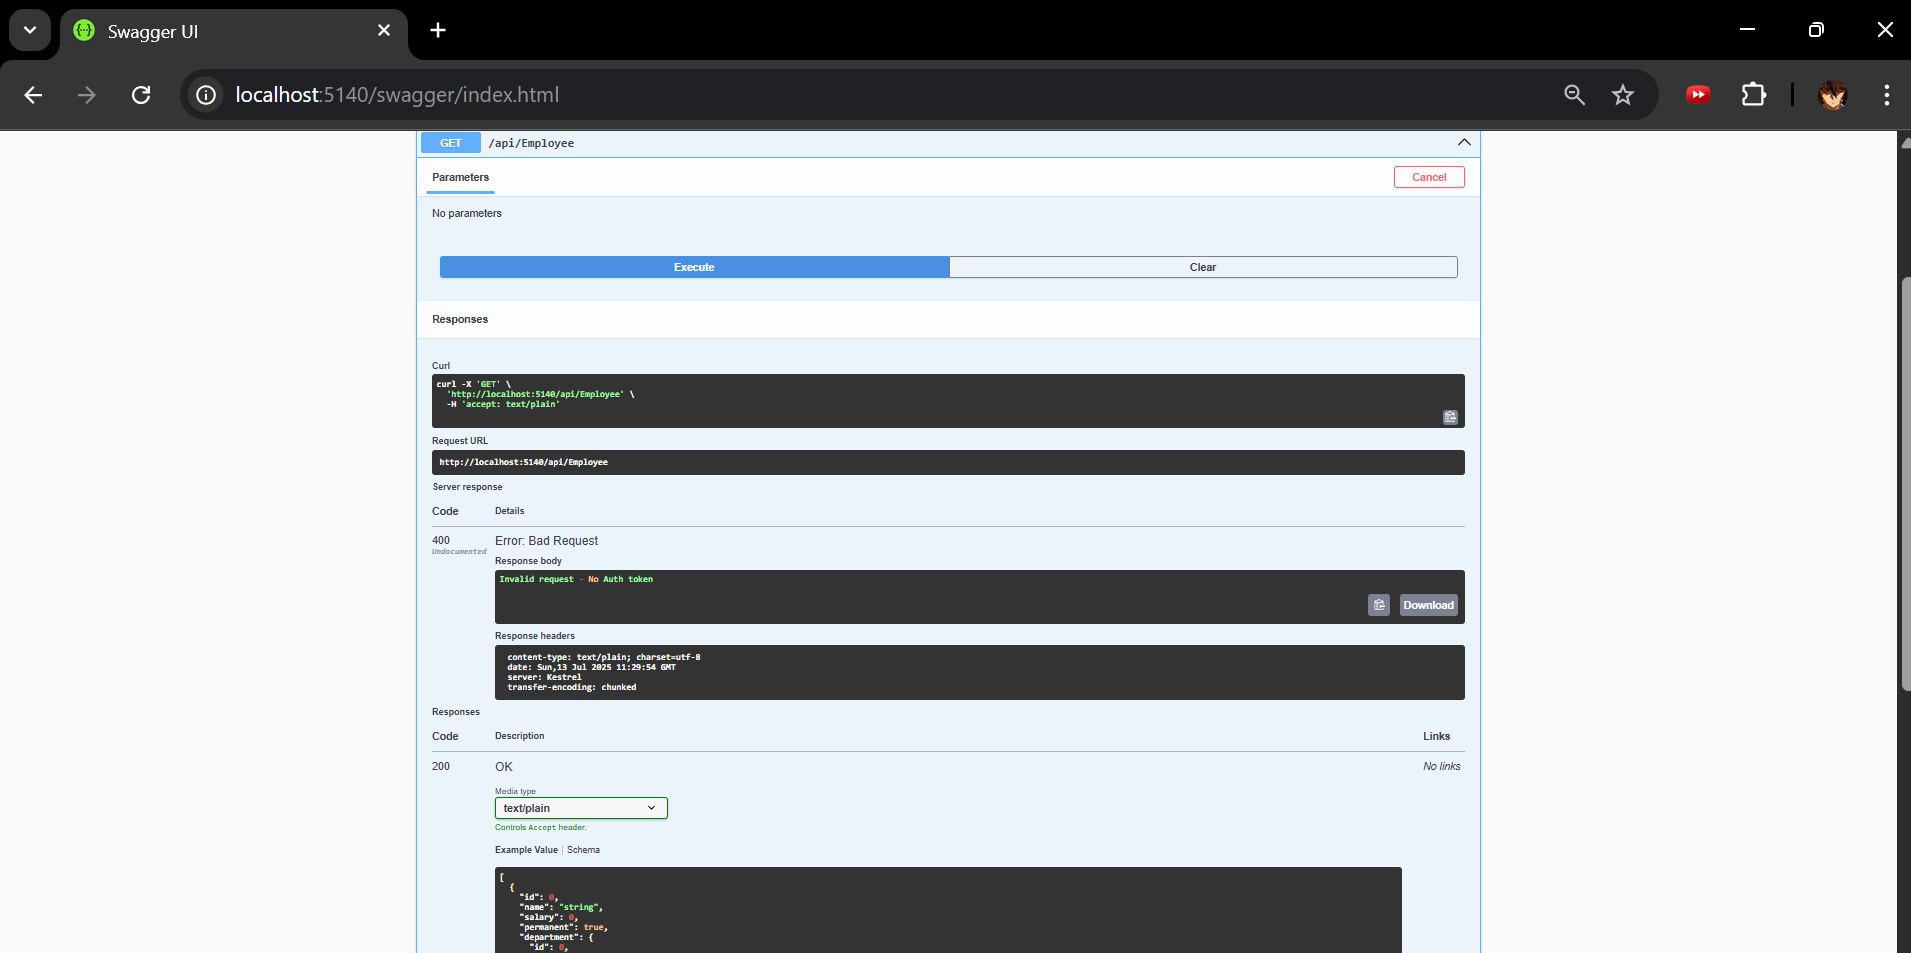 Swagger UI
localhost:5140/swagger/index.html
GET /api/Employee
Parameters
Cancel
No parameters
Execute
Clear
Responses
Curl
curl -X 'GET' \
'http://localhost:5140/api/Employee' \
-H 'accept: text/plain'
Request URL
http://localhost:5140/api/Employee
Server response
Code Details
400 Error: Bad Request
Undocumented
Response body
Invalid request - No Auth token
Download
Response headers
content-type: text/plain; charset=utf-8
date: Sun,13 Jul 2025 11:29:54 GMT
server: Kestrel
transfer-encoding: chunked
Responses
Code Description Links
200 OK No links
Media type
text/plain
Controls Accept header.
Example Value | Schema
[
{
"id": 0,
"name": "string",
"salary": 0,
"permanent": true,
"department": {
"id": 0,